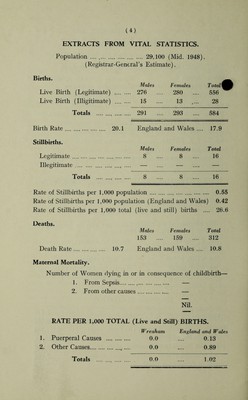 ( 4 )
EXTRACTS FROM VITAL STATISTICS.
Population .... .... .... .... .... .... 29,100 (Mid. 1948).
(Registrar-General's Estimate).
Births.
Males Females Total
Live Birth (Legitimate) .... .... 276 .... 280 .... 556
Live Birth (Illigitimate) .... .... 15 .... 13 .... 28
Totals .... .... 291 .... 293 .... 584
Birth Rate .... .... .... .... 20.1 England and Wales .... 17.9
Stillbirths.
Males Females Total
Legitimate .... .... .... .... .... 8 .... 8 .... 16
Illegitimate .... .... .... .... — .... — .... —
Totals .... .... 8 .... 8 .... 16
Rate of Stillbirths per 1,000 population .... .... .... .... .... 0.55
Rate of Stillbirths per 1,000 population (England and Wales) 0.42
Rate of Stillbirths per 1,000 total (live and still) births .... 26.6
Deaths.
Males Females Total
153 .... 159 .... 312
Death Rate .... .... .... 10.7 England and Wales .... 10.8
Maternal Mortality.
Number of Women dying in or in consequence of childbirth—
1. From Sepsis .... .... .... .... —
2. From other causes .... .... .... —
Nil.
RATE PER 1,000 TOTAL (Live and Still) BIRTHS.
Wrexham England and Wales
1. Puerperal Causes .... .... .... 0.0 .... 0.13
2. Other Causes .... .... .... .... 0.0 .... 0.89
Totals .... .... .... 0.0 .... 1.02